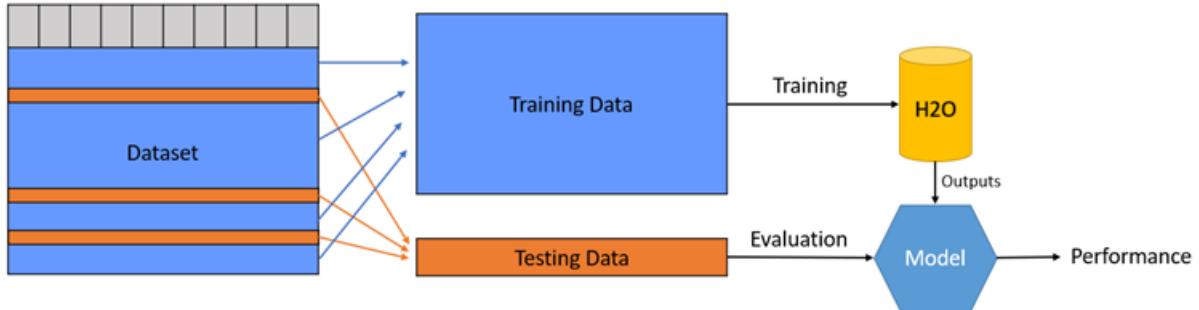 Dataset
Training Data
Training
H2O
Outputs
Testing Data
Evaluation
Model
Performance